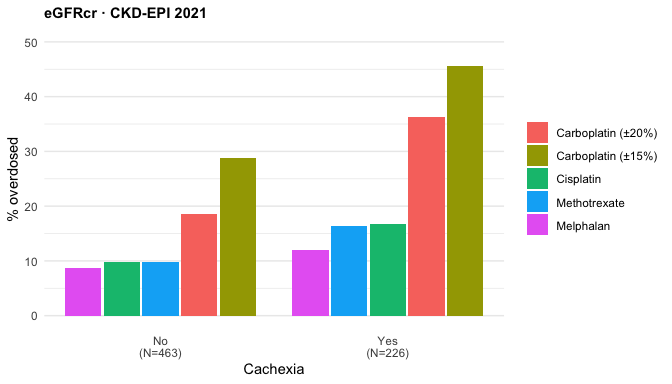 eGFRcr · CKD-EPI 2021
% overdosed
50
40
30
20
10
0
No
(N=463)
Yes
(N=226)
Cachexia
Carboplatin (±20%)
Carboplatin (±15%)
Cisplatin
Methotrexate
Melphalan